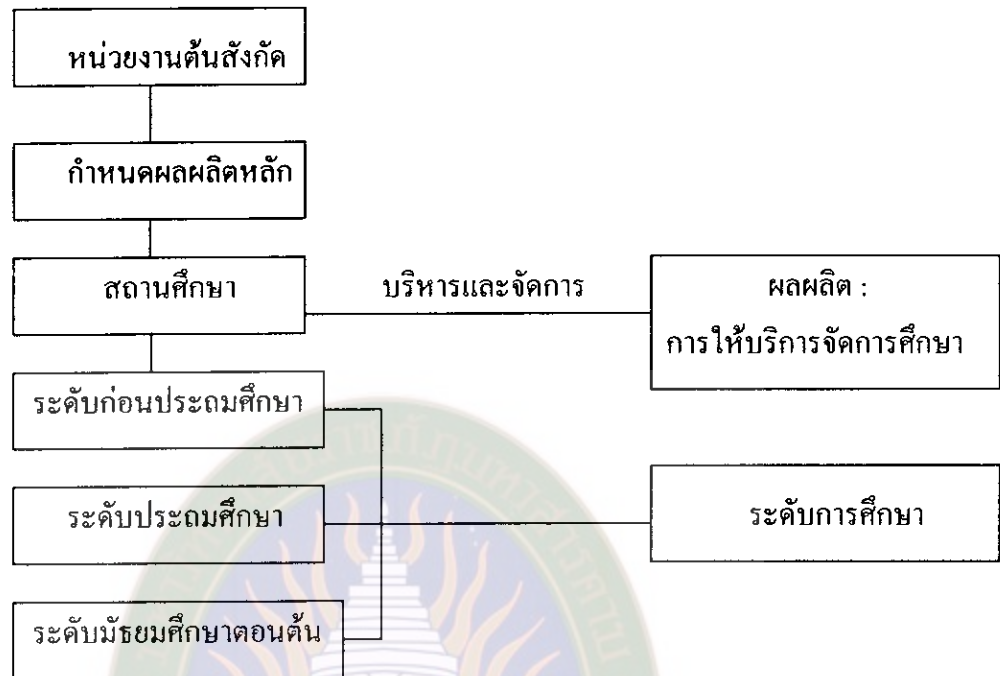 หน่วยงานต้นสังกัด
กำหนดผลผลิตหลัก
สถานศึกษา
บริหารและจัดการ
ผลผลิต :
การให้บริการจัดการศึกษา
ระดับก่อนประถมศึกษา
ระดับประถมศึกษา
ระดับการศึกษา
ระดับมัธยมศึกษาตอนต้น